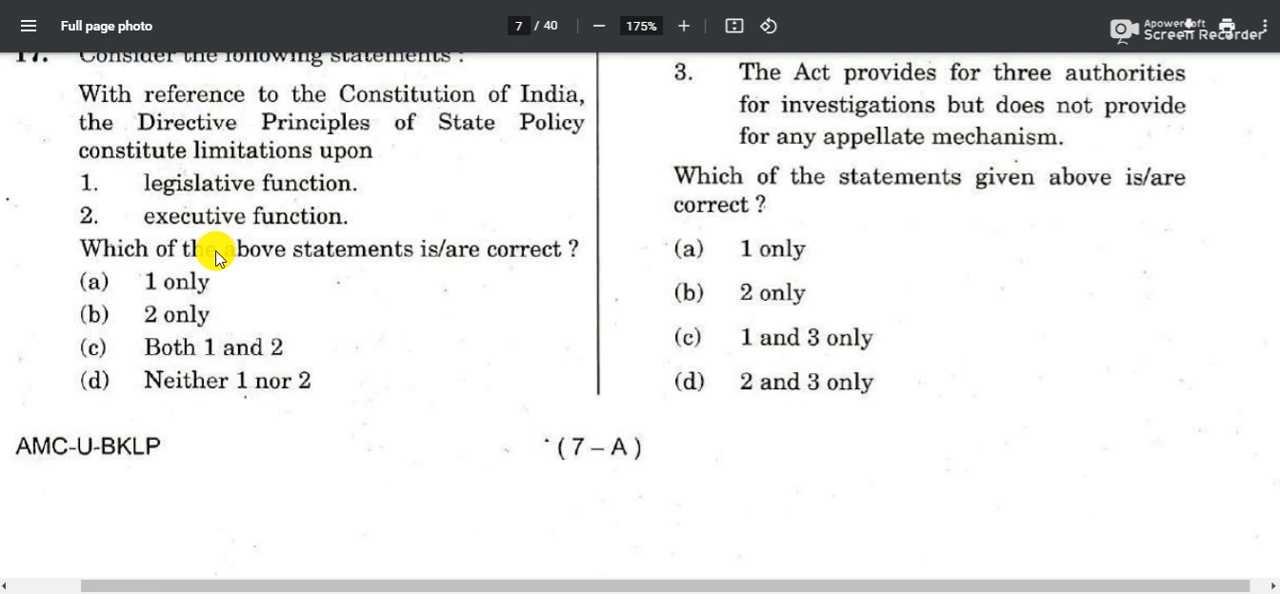 Full page photo
7 / 40
175%
Apowersoft
Screen Recorder
17. Consider the following statements :
With reference to the Constitution of India,
the Directive Principles of State Policy
constitute limitations upon
1. legislative function.
2. executive function.
Which of the above statements is/are correct ?
(a) 1 only
(b) 2 only
(c) Both 1 and 2
(d) Neither 1 nor 2
3. The Act provides for three authorities
for investigations but does not provide
for any appellate mechanism.
Which of the statements given above is/are
correct ?
(a) 1 only
(b) 2 only
(c) 1 and 3 only
(d) 2 and 3 only
AMC-U-BKLP
( 7 – A )